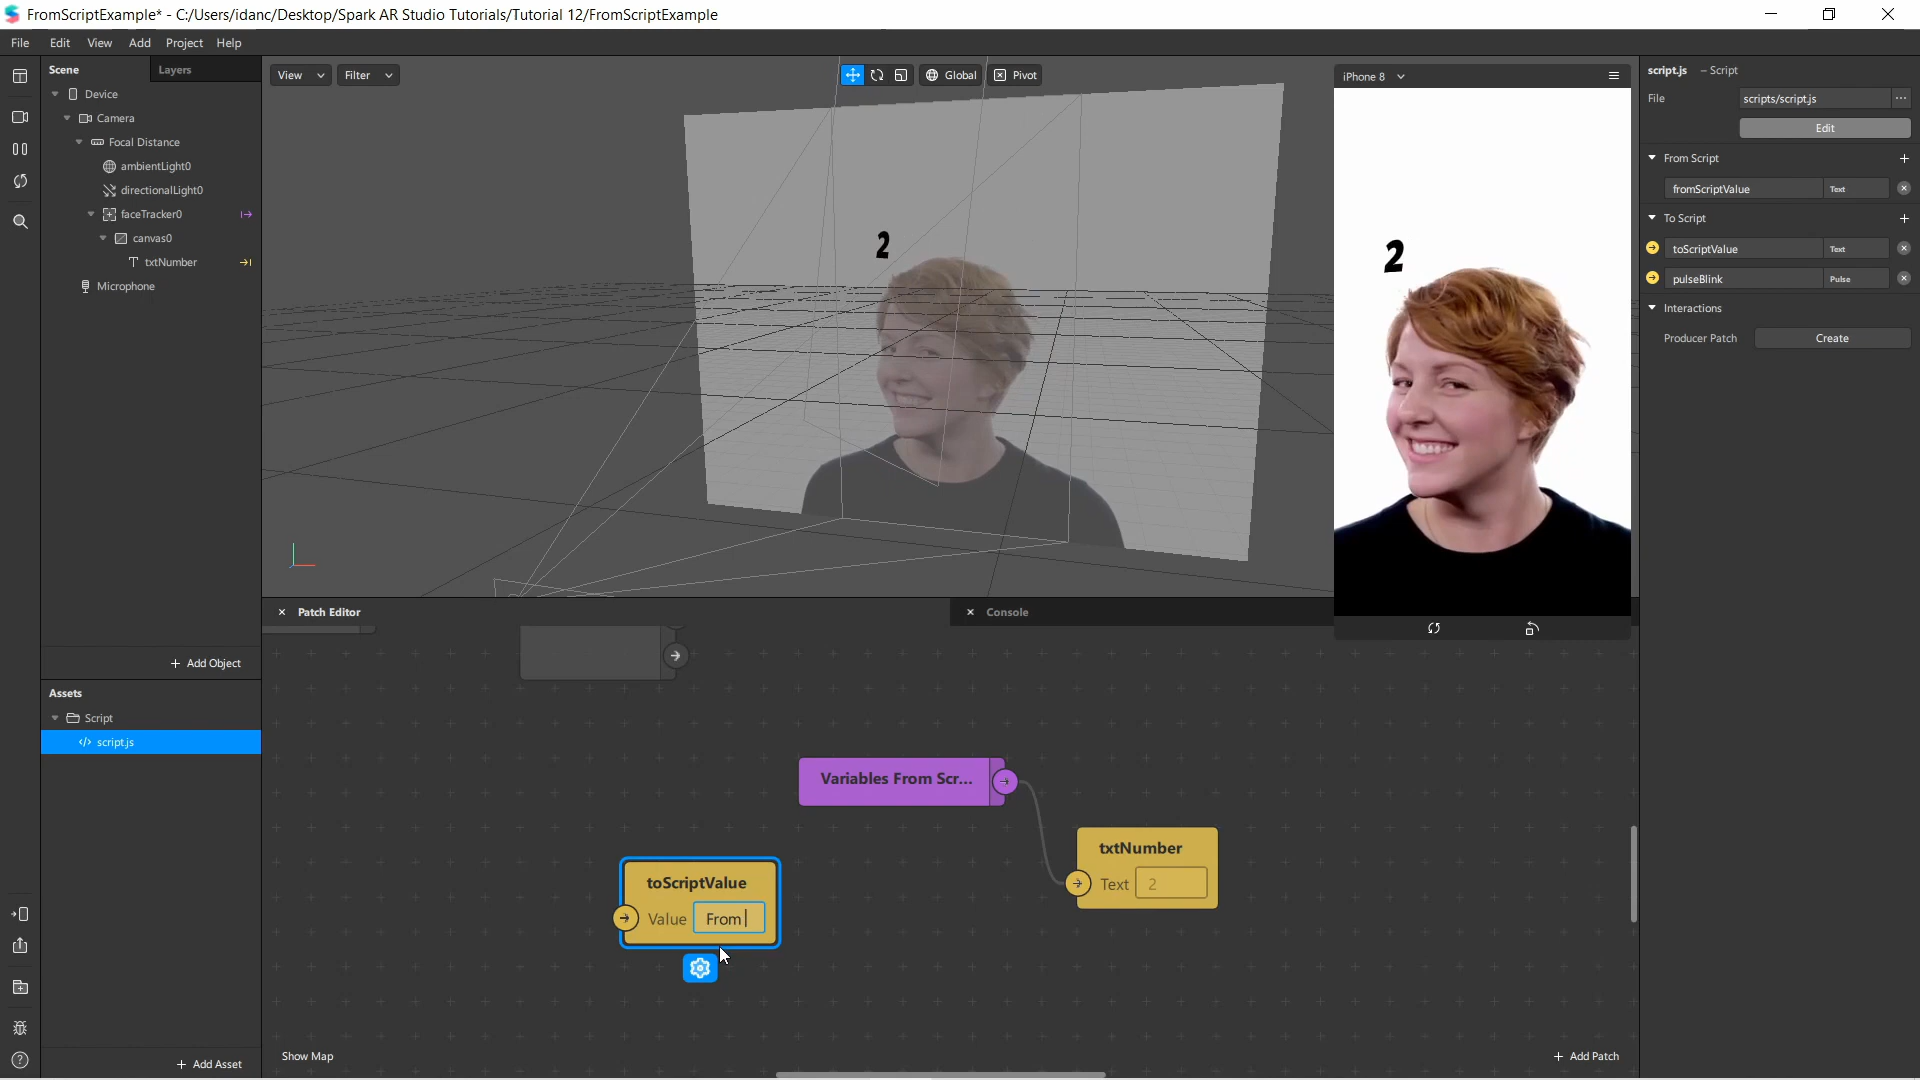 FromScriptExample* - C:/Users/idanc/Desktop/Spark AR Studio Tutorials/Tutorial 12/FromScriptExample
File Edit View Add Project Help
Scene Layers
Device
Camera
Focal Distance
ambientLight0
directionalLight0
faceTracker0
canvas0
txtNumber
Microphone
+ Add Object
Assets
Script
</> script.js
+ Add Asset
View Filter Global Pivot
2
iPhone 8
2
Patch Editor
Console
Variables From Scr...
toScriptValue
Value From
txtNumber
Text 2
Show Map
+ Add Patch
script.js - Script
File scripts/script.js ...
Edit
From Script +
fromScriptValue Text
To Script +
toScriptValue Text
pulseBlink Pulse
Interactions
Producer Patch Create